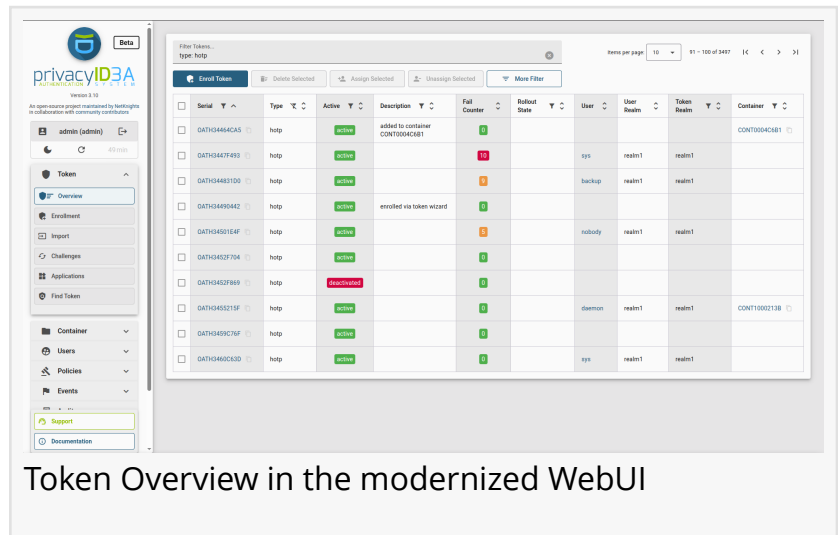 Beta
privacyID3A
AUTHENTICATION SYSTEM
Version 3.10
An open-source project maintained by NetKnights
in collaboration with community contributors
admin (admin)
49 min
Token
Overview
Enrollment
Import
Challenges
Applications
Find Token
Container
Users
Policies
Events
Support
Documentation
Filter Tokens...
type: hotp
Items per page: 10 91 – 100 of 3497
Enroll Token Delete Selected Assign Selected Unassign Selected More Filter
Serial Type Active Description Fail Counter Rollout State User User Realm Token Realm Container
OATH34464CA5 hotp active added to container CONT0004C6B1 0 CONT0004C6B1
OATH3447F493 hotp active 10 sys realm1 realm1
OATH344831D0 hotp active 9 backup realm1 realm1
OATH34490442 hotp active enrolled via token wizard 0
OATH34501E4F hotp active 5 nobody realm1 realm1
OATH3452F704 hotp active 0
OATH3452F869 hotp deactivated 0
OATH3455215F hotp active 0 daemon realm1 realm1 CONT1000213B
OATH3459C76F hotp active 0
OATH3460C63D hotp active 0 sys realm1 realm1
Token Overview in the modernized WebUI